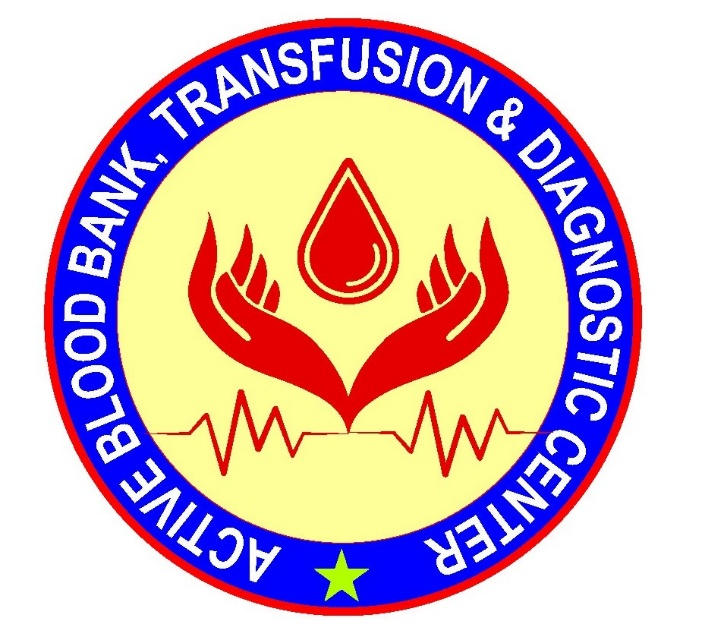 ACTIVE BLOOD BANK, TRANSFUSION & DIAGNOSTIC CENTER